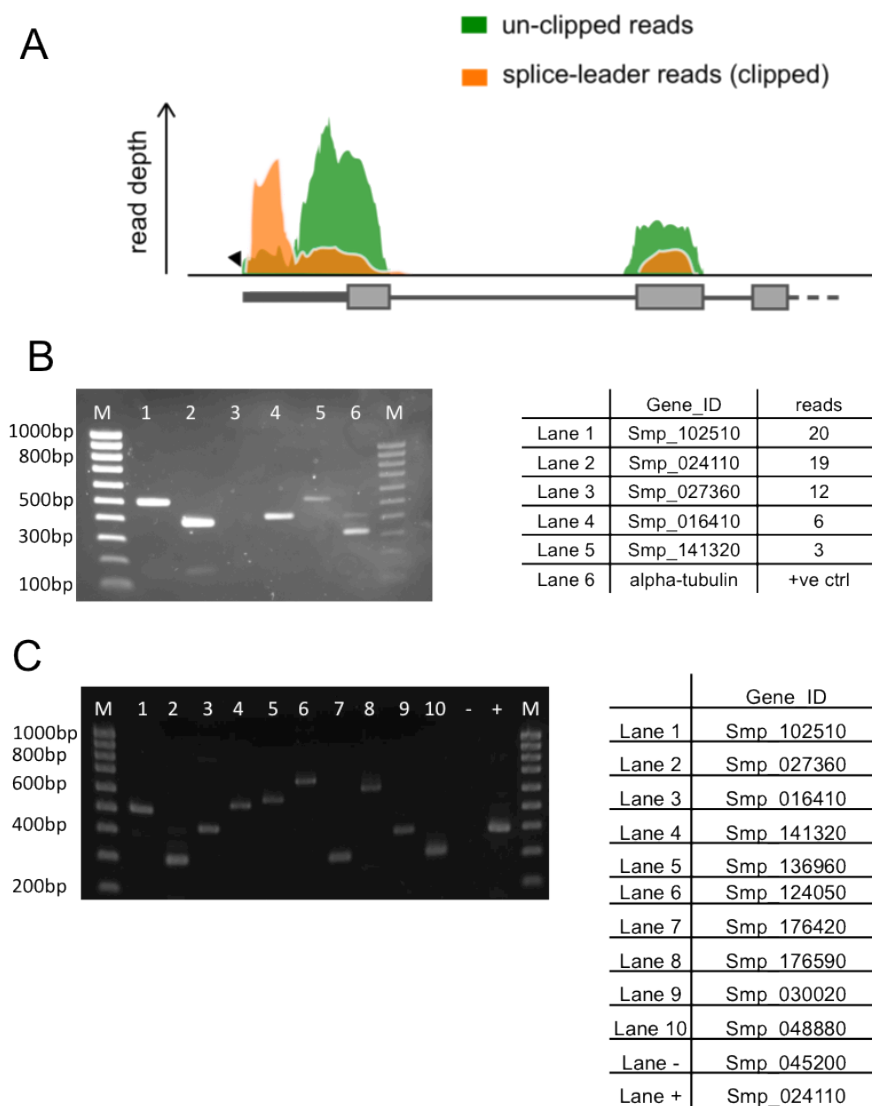 A
un-clipped reads
splice-leader reads (clipped)
read depth
B
M 1 2 3 4 5 6 M
1000bp
800bp
500bp
300bp
100bp
Gene_ID reads
Lane 1 Smp_102510 20
Lane 2 Smp_024110 19
Lane 3 Smp_027360 12
Lane 4 Smp_016410 6
Lane 5 Smp_141320 3
Lane 6 alpha-tubulin +ve ctrl
C
M 1 2 3 4 5 6 7 8 9 10 - + M
1000bp
800bp
600bp
400bp
200bp
Gene_ID
Lane 1 Smp_102510
Lane 2 Smp_027360
Lane 3 Smp_016410
Lane 4 Smp_141320
Lane 5 Smp_136960
Lane 6 Smp_124050
Lane 7 Smp_176420
Lane 8 Smp_176590
Lane 9 Smp_030020
Lane 10 Smp_048880
Lane - Smp_045200
Lane + Smp_024110